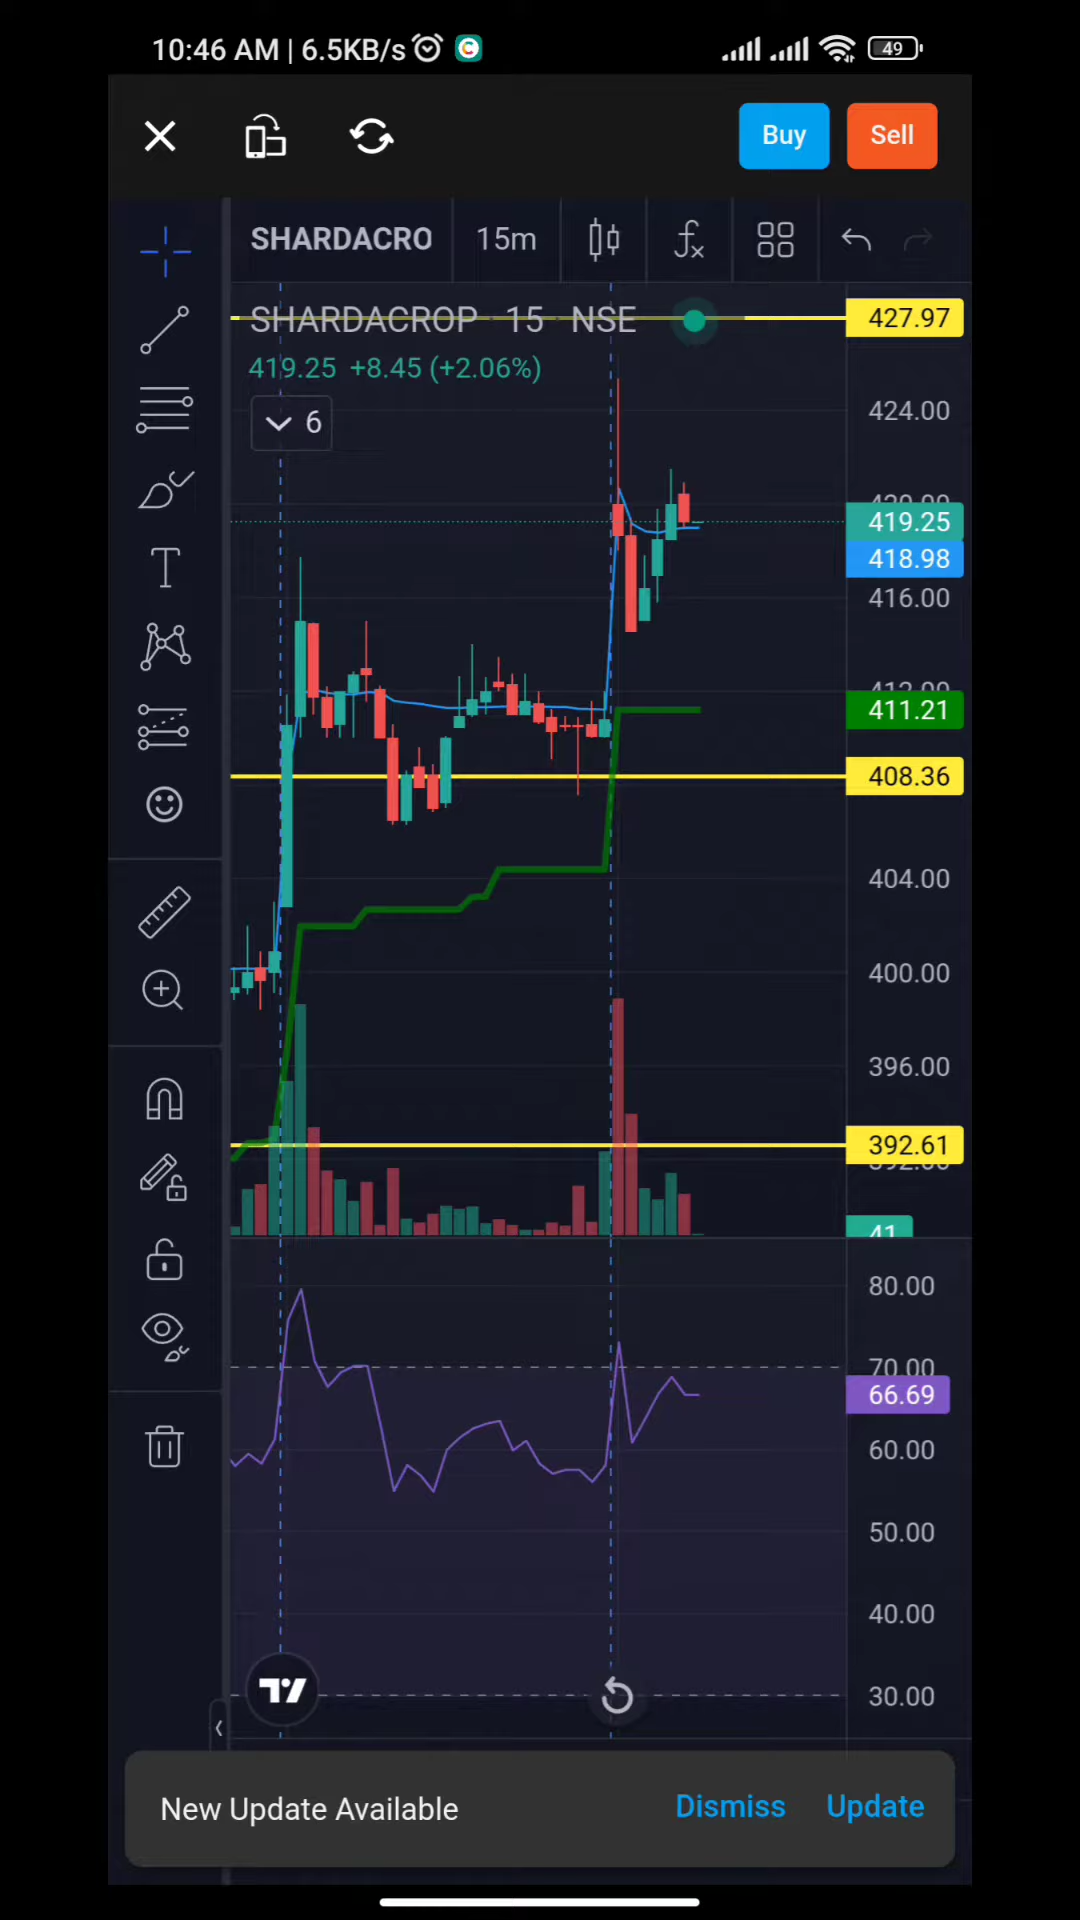 10:46 AM | 6.5KB/s
49
Buy
Sell
SHARDACRO
15m
SHARDACROP · 15 · NSE
419.25 +8.45 (+2.06%)
6
427.97
424.00
419.25
418.98
416.00
411.21
408.36
404.00
400.00
396.00
392.61
41
80.00
70.00
66.69
60.00
50.00
40.00
30.00
New Update Available
Dismiss
Update